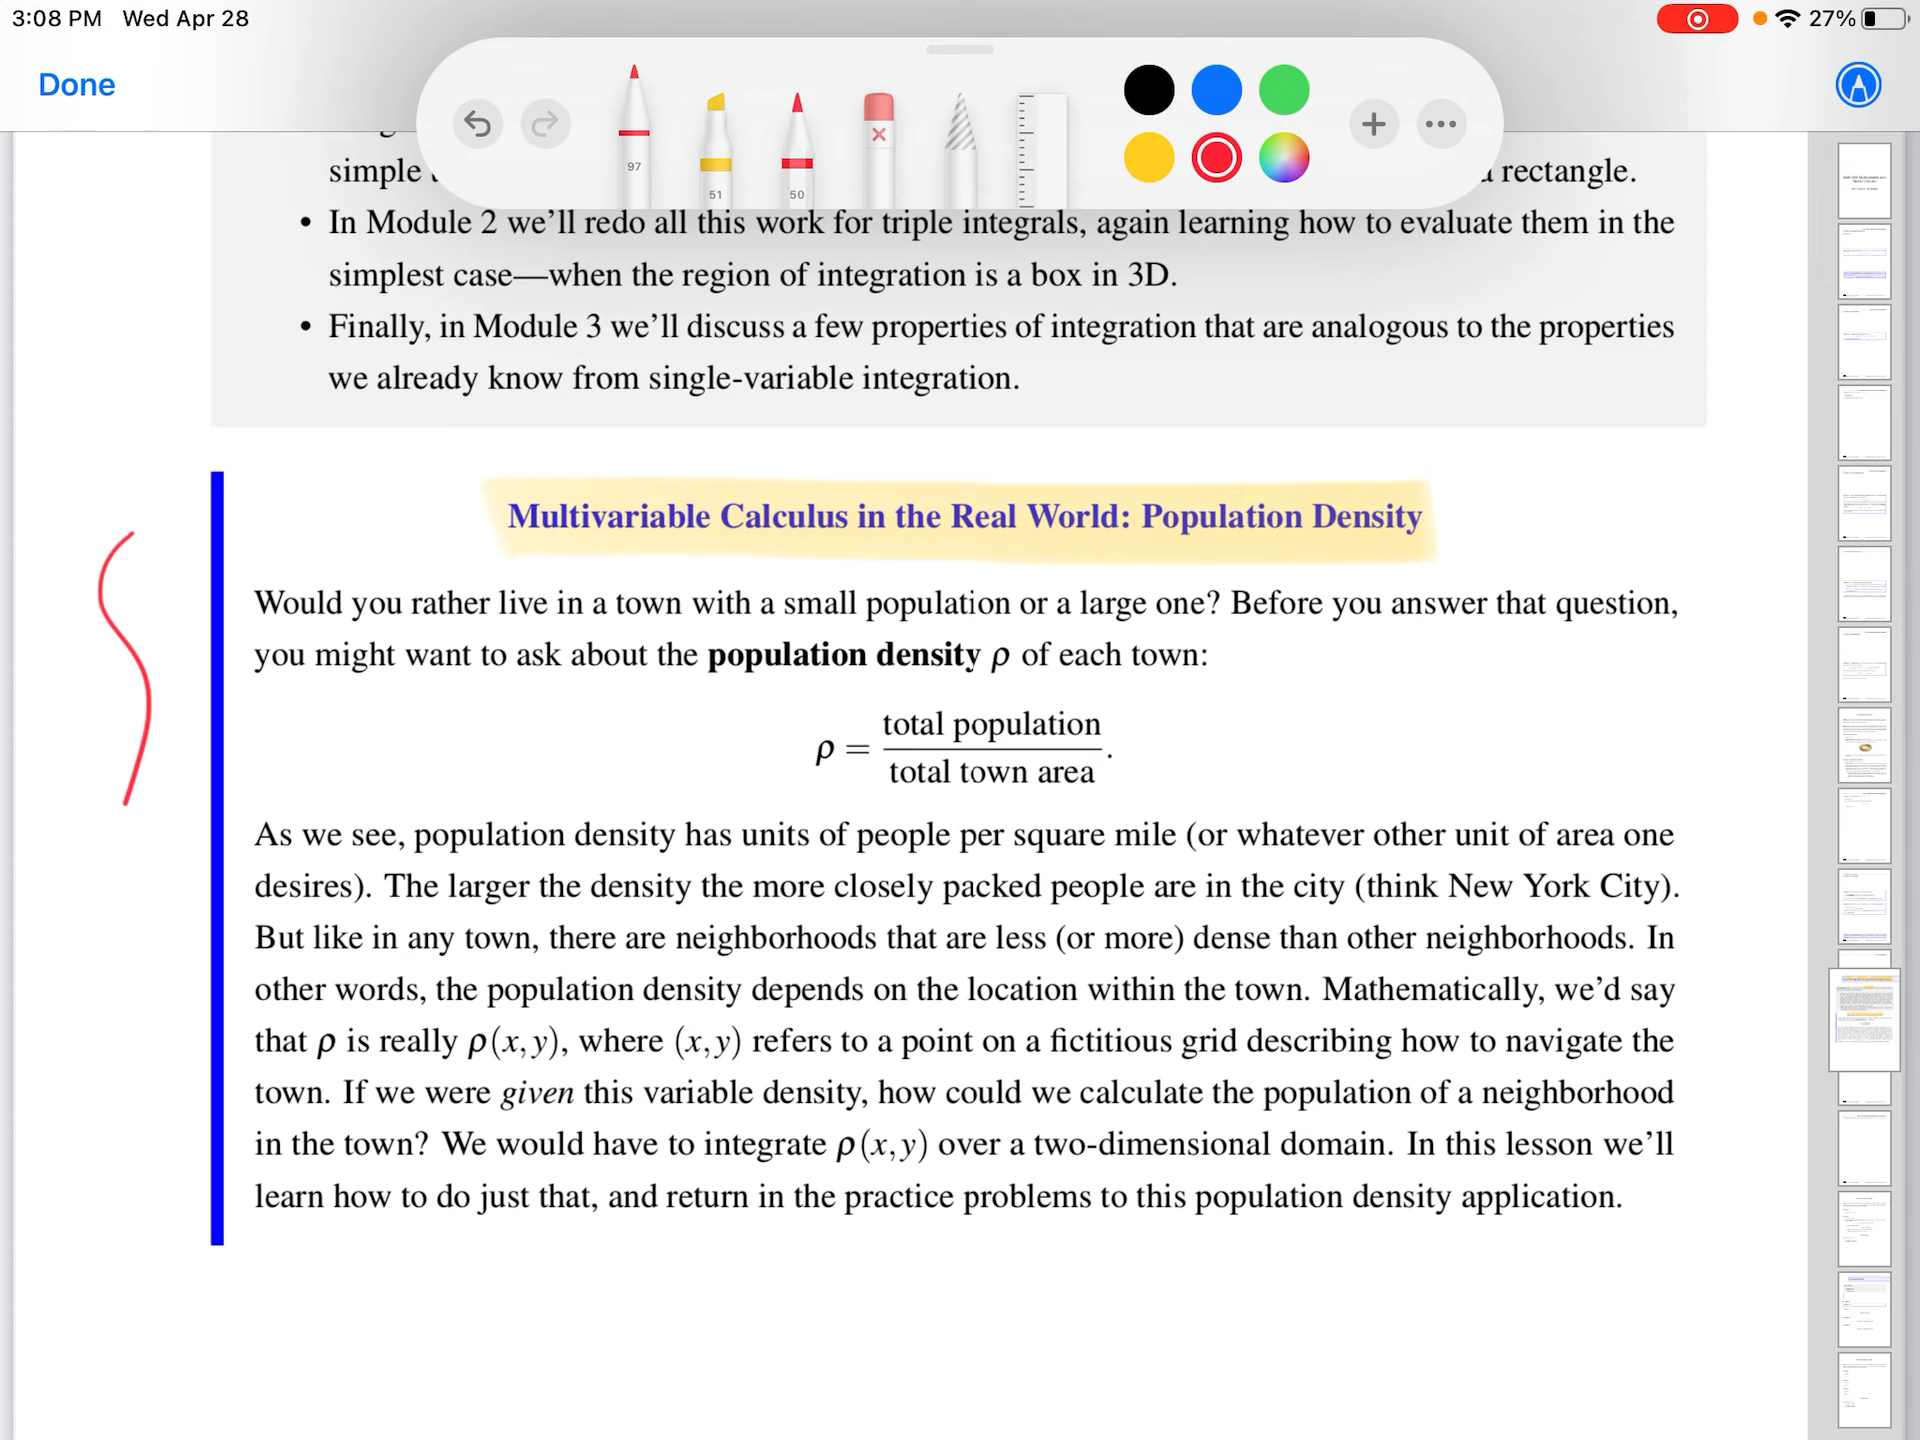 3:08 PM Wed Apr 28
27%
Done
97
51
50
simple
rectangle.
• In Module 2 we'll redo all this work for triple integrals, again learning how to evaluate them in the
simplest case—when the region of integration is a box in 3D.
• Finally, in Module 3 we'll discuss a few properties of integration that are analogous to the properties
we already know from single-variable integration.
Multivariable Calculus in the Real World: Population Density
Would you rather live in a town with a small population or a large one? Before you answer that question,
you might want to ask about the population density ρ of each town:
ρ = total population / total town area.
As we see, population density has units of people per square mile (or whatever other unit of area one
desires). The larger the density the more closely packed people are in the city (think New York City).
But like in any town, there are neighborhoods that are less (or more) dense than other neighborhoods. In
other words, the population density depends on the location within the town. Mathematically, we'd say
that ρ is really ρ(x,y), where (x,y) refers to a point on a fictitious grid describing how to navigate the
town. If we were given this variable density, how could we calculate the population of a neighborhood
in the town? We would have to integrate ρ(x,y) over a two-dimensional domain. In this lesson we'll
learn how to do just that, and return in the practice problems to this population density application.